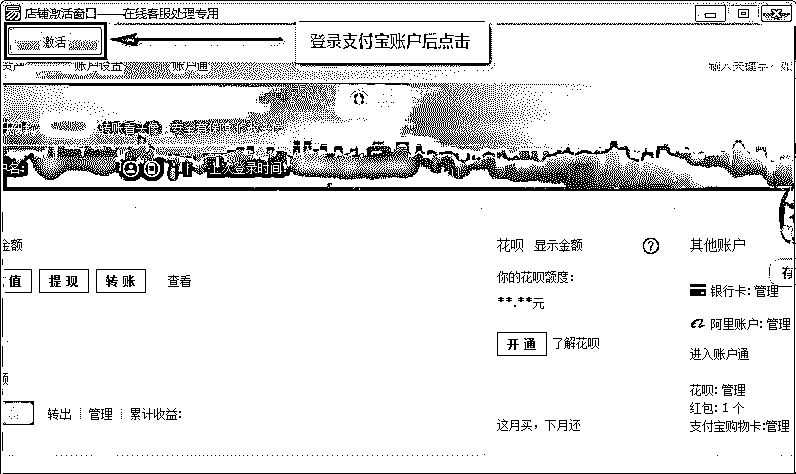 店铺激活窗口——在线客服处理专用
激活
登录支付宝账户后点击
资产 账户设置 账户通
上次登录时间
金额
值 提现 转账 查看
花呗 显示金额
你的花呗额度：
**.**元
开通 了解花呗
这月买，下月还
其他账户
有
银行卡：管理
阿里账户：管理
进入账户通
花呗：管理
红包：1个
支付宝购物卡：管理
额
转出 管理 累计收益：